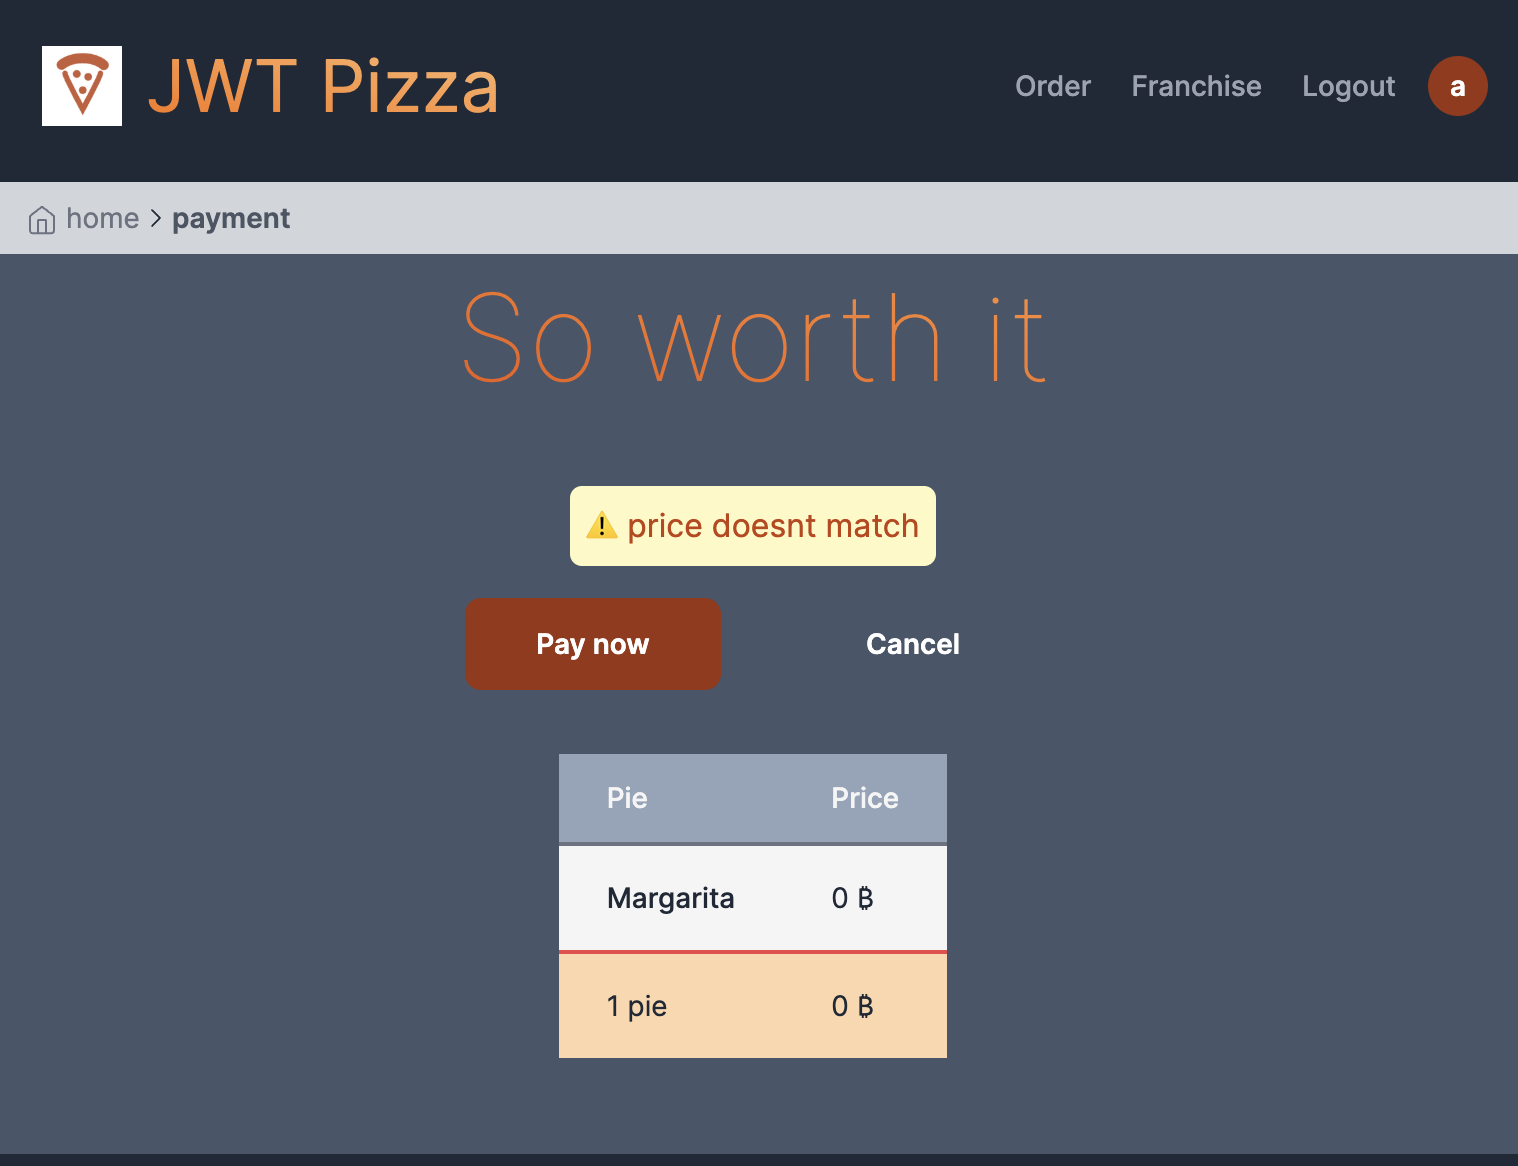 JWT Pizza
Order Franchise Logout a
home > payment
So worth it
⚠️ price doesnt match
Pay now Cancel
Pie Price
Margarita 0 ₿
1 pie 0 ₿